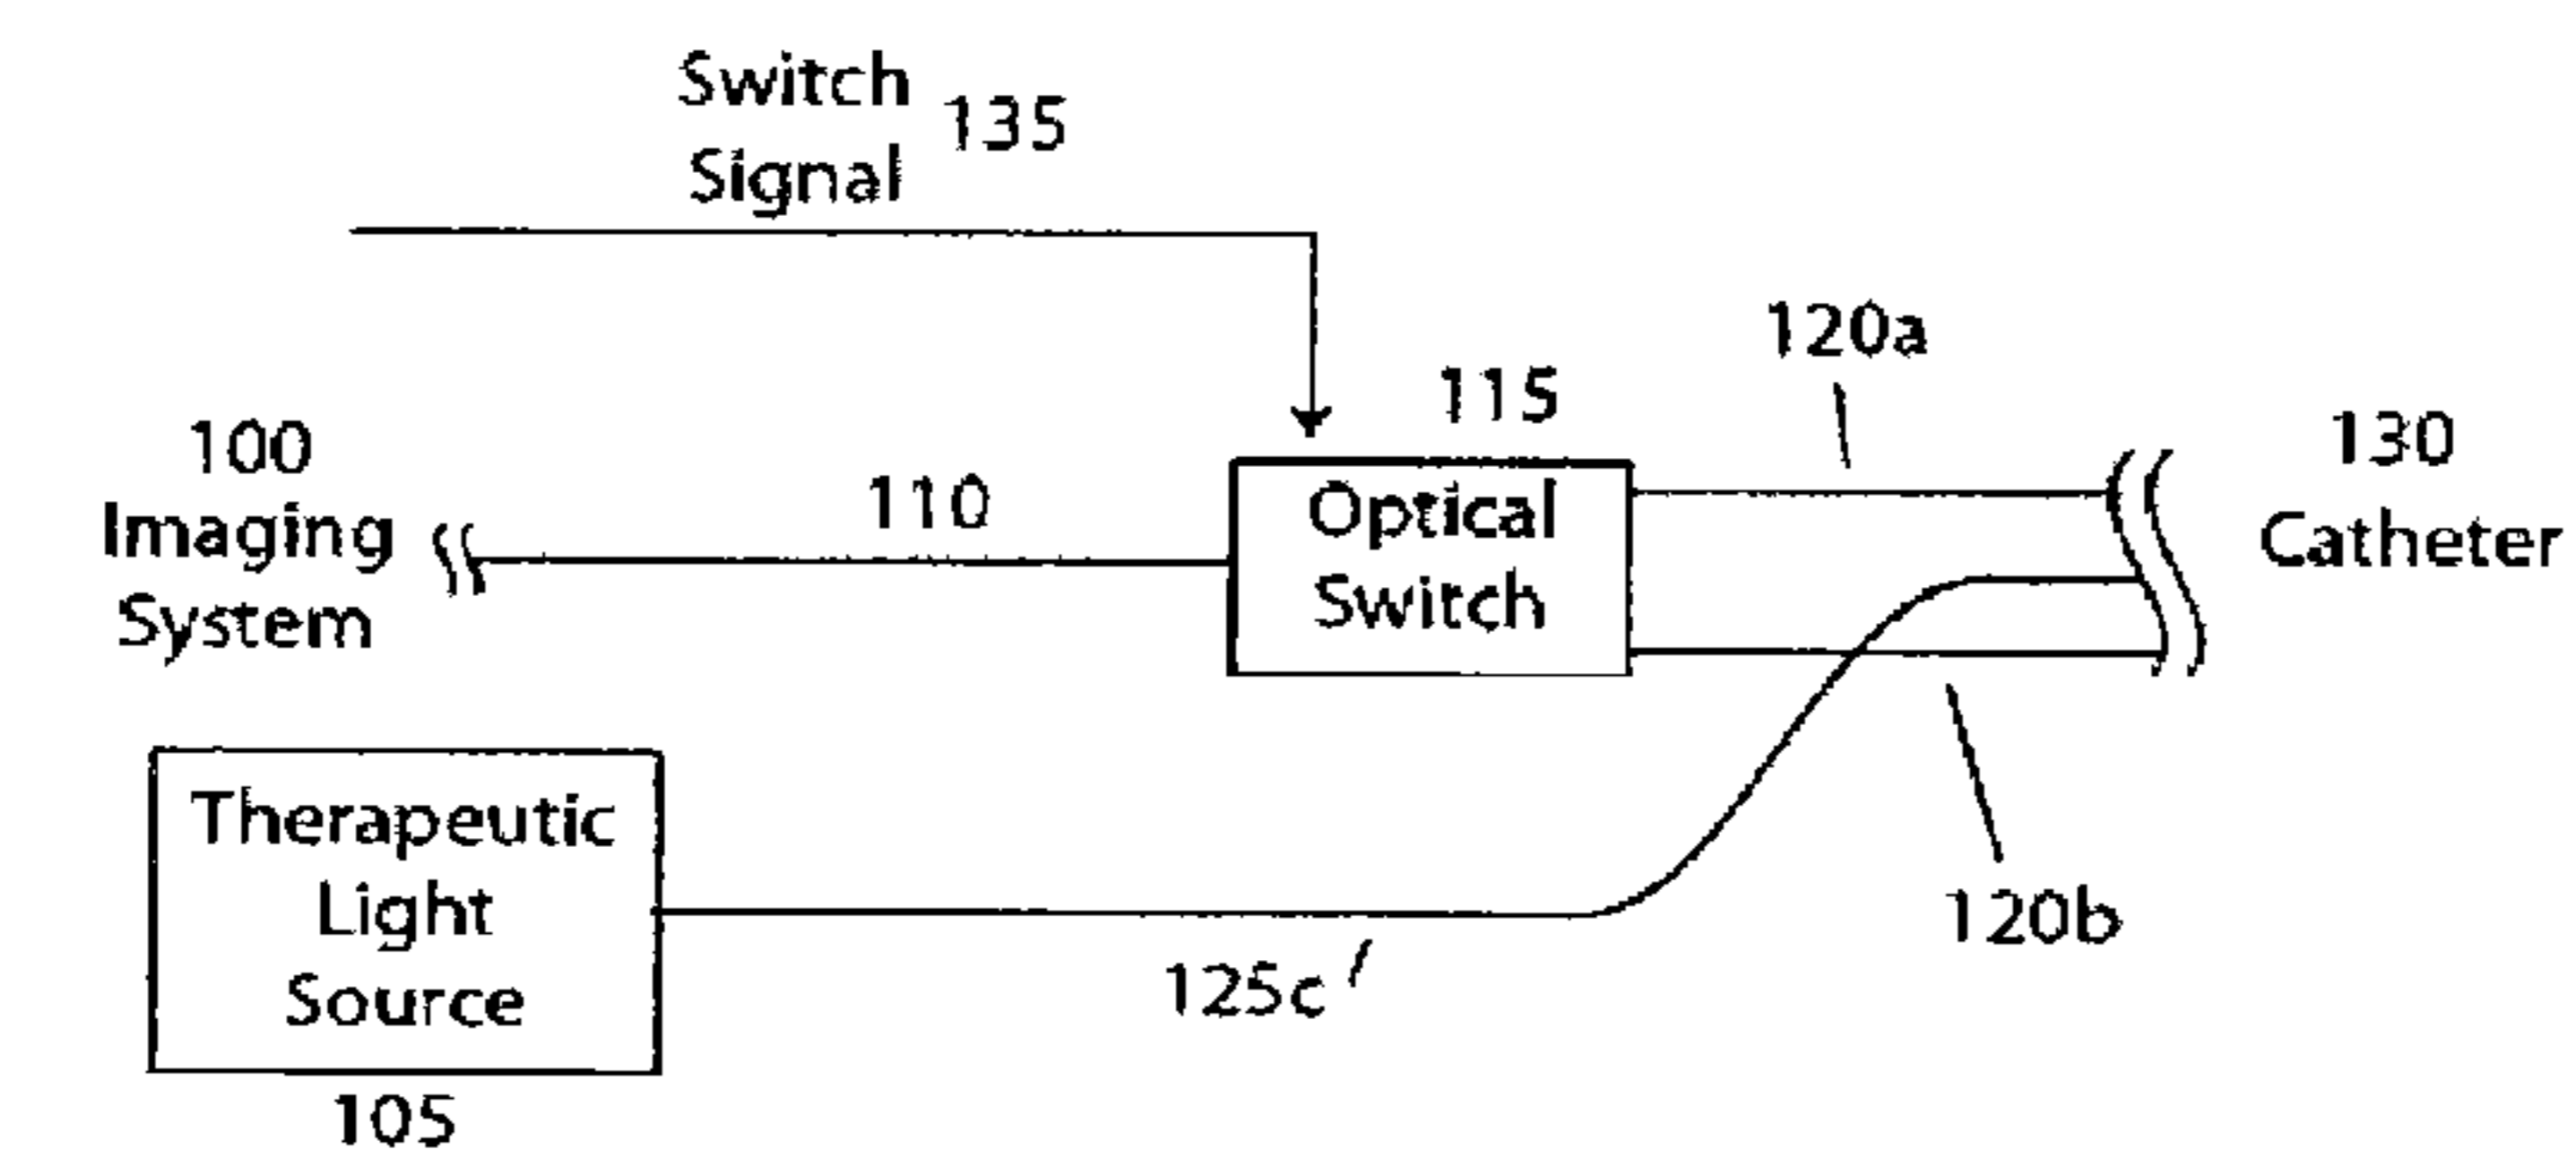 Switch
Signal 135
120a
115
130
Catheter
100
Imaging
System
110
Optical
Switch
Therapeutic
Light
Source
105
125c
120b